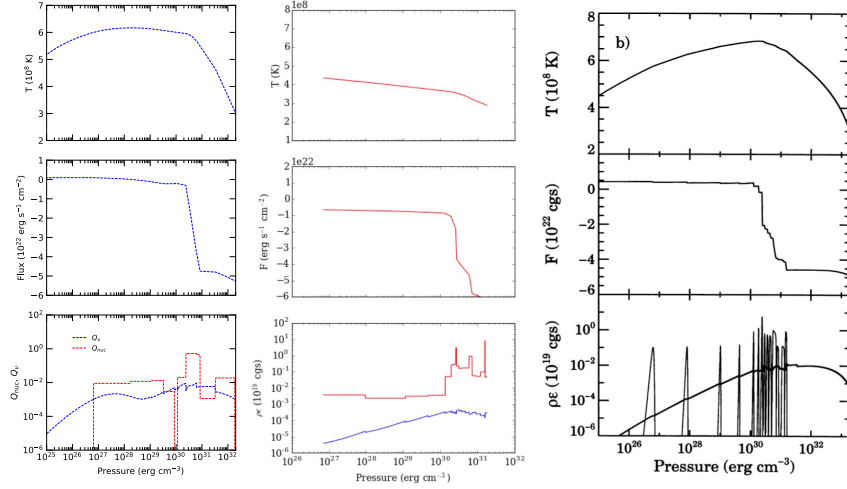 8
7
6
5
4
3
2
T (10⁸ K)
1
0
−1
−2
−3
−4
−5
−6
Flux (10²² erg s⁻¹ cm⁻²)
10²
10⁰
10⁻²
10⁻⁴
10⁻⁶
Q_nuc, Q_ν
Q_ν
Q_nuc
10²⁵ 10²⁶ 10²⁷ 10²⁸ 10²⁹ 10³⁰ 10³¹ 10³²
Pressure (erg cm⁻³)
1e8
8
7
6
5
4
3
2
1
T (K)
1e22
2
1
0
−1
−2
−3
−4
−5
−6
F (erg s⁻¹ cm⁻²)
10²
10¹
10⁰
10⁻¹
10⁻²
10⁻³
10⁻⁴
10⁻⁵
10⁻⁶
ρε (10¹⁹ cgs)
10²⁶ 10²⁷ 10²⁸ 10²⁹ 10³⁰ 10³¹ 10³²
Pressure (erg cm⁻³)
b)
8
6
4
2
T (10⁸ K)
0
−4
−6
F (10²² cgs)
10⁰
10⁻²
10⁻⁴
10⁻⁶
ρε (10¹⁹ cgs)
10²⁶ 10²⁸ 10³⁰ 10³²
Pressure (erg cm⁻³)